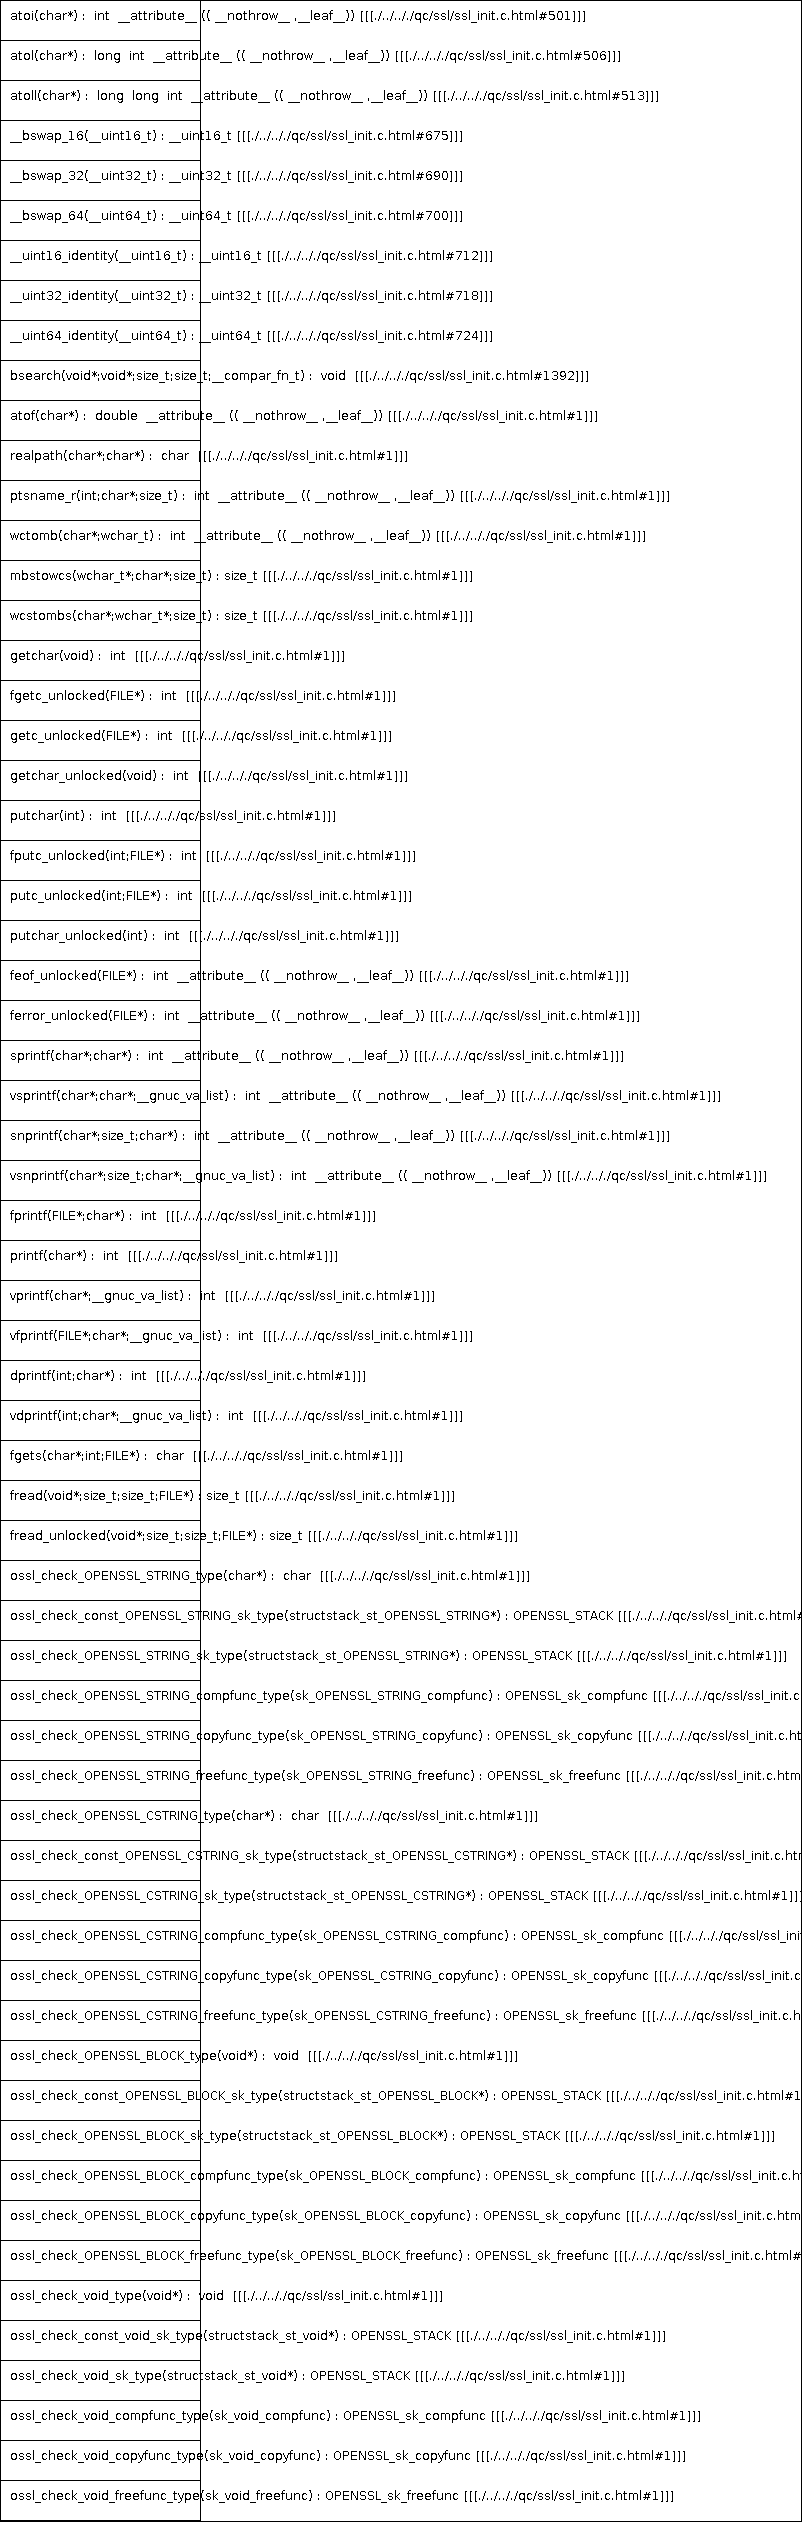 atoi(char*) :  int  __attribute__ (( __nothrow__ ,__leaf__)) [[[./../../../qc/ssl/ssl_init.c.html#501]]]
atol(char*) :  long  int  __attribute__ (( __nothrow__ ,__leaf__)) [[[./../../../qc/ssl/ssl_init.c.html#506]]]
atoll(char*) :  long  long  int  __attribute__ (( __nothrow__ ,__leaf__)) [[[./../../../qc/ssl/ssl_init.c.html#513]]]
__bswap_16(__uint16_t) : __uint16_t [[[./../../../qc/ssl/ssl_init.c.html#675]]]
__bswap_32(__uint32_t) : __uint32_t [[[./../../../qc/ssl/ssl_init.c.html#690]]]
__bswap_64(__uint64_t) : __uint64_t [[[./../../../qc/ssl/ssl_init.c.html#700]]]
__uint16_identity(__uint16_t) : __uint16_t [[[./../../../qc/ssl/ssl_init.c.html#712]]]
__uint32_identity(__uint32_t) : __uint32_t [[[./../../../qc/ssl/ssl_init.c.html#718]]]
__uint64_identity(__uint64_t) : __uint64_t [[[./../../../qc/ssl/ssl_init.c.html#724]]]
bsearch(void*;void*;size_t;size_t;__compar_fn_t) :  void  [[[./../../../qc/ssl/ssl_init.c.html#1392]]]
atof(char*) :  double  __attribute__ (( __nothrow__ ,__leaf__)) [[[./../../../qc/ssl/ssl_init.c.html#1]]]
realpath(char*;char*) :  char  [[[./../../../qc/ssl/ssl_init.c.html#1]]]
ptsname_r(int;char*;size_t) :  int  __attribute__ (( __nothrow__ ,__leaf__)) [[[./../../../qc/ssl/ssl_init.c.html#1]]]
wctomb(char*;wchar_t) :  int  __attribute__ (( __nothrow__ ,__leaf__)) [[[./../../../qc/ssl/ssl_init.c.html#1]]]
mbstowcs(wchar_t*;char*;size_t) : size_t [[[./../../../qc/ssl/ssl_init.c.html#1]]]
wcstombs(char*;wchar_t*;size_t) : size_t [[[./../../../qc/ssl/ssl_init.c.html#1]]]
getchar(void) :  int  [[[./../../../qc/ssl/ssl_init.c.html#1]]]
fgetc_unlocked(FILE*) :  int  [[[./../../../qc/ssl/ssl_init.c.html#1]]]
getc_unlocked(FILE*) :  int  [[[./../../../qc/ssl/ssl_init.c.html#1]]]
getchar_unlocked(void) :  int  [[[./../../../qc/ssl/ssl_init.c.html#1]]]
putchar(int) :  int  [[[./../../../qc/ssl/ssl_init.c.html#1]]]
fputc_unlocked(int;FILE*) :  int  [[[./../../../qc/ssl/ssl_init.c.html#1]]]
putc_unlocked(int;FILE*) :  int  [[[./../../../qc/ssl/ssl_init.c.html#1]]]
putchar_unlocked(int) :  int  [[[./../../../qc/ssl/ssl_init.c.html#1]]]
feof_unlocked(FILE*) :  int  __attribute__ (( __nothrow__ ,__leaf__)) [[[./../../../qc/ssl/ssl_init.c.html#1]]]
ferror_unlocked(FILE*) :  int  __attribute__ (( __nothrow__ ,__leaf__)) [[[./../../../qc/ssl/ssl_init.c.html#1]]]
sprintf(char*;char*) :  int  __attribute__ (( __nothrow__ ,__leaf__)) [[[./../../../qc/ssl/ssl_init.c.html#1]]]
vsprintf(char*;char*;__gnuc_va_list) :  int  __attribute__ (( __nothrow__ ,__leaf__)) [[[./../../../qc/ssl/ssl_init.c.html#1]]]
snprintf(char*;size_t;char*) :  int  __attribute__ (( __nothrow__ ,__leaf__)) [[[./../../../qc/ssl/ssl_init.c.html#1]]]
vsnprintf(char*;size_t;char*;__gnuc_va_list) :  int  __attribute__ (( __nothrow__ ,__leaf__)) [[[./../../../qc/ssl/ssl_init.c.html#1]]]
fprintf(FILE*;char*) :  int  [[[./../../../qc/ssl/ssl_init.c.html#1]]]
printf(char*) :  int  [[[./../../../qc/ssl/ssl_init.c.html#1]]]
vprintf(char*;__gnuc_va_list) :  int  [[[./../../../qc/ssl/ssl_init.c.html#1]]]
vfprintf(FILE*;char*;__gnuc_va_list) :  int  [[[./../../../qc/ssl/ssl_init.c.html#1]]]
dprintf(int;char*) :  int  [[[./../../../qc/ssl/ssl_init.c.html#1]]]
vdprintf(int;char*;__gnuc_va_list) :  int  [[[./../../../qc/ssl/ssl_init.c.html#1]]]
fgets(char*;int;FILE*) :  char  [[[./../../../qc/ssl/ssl_init.c.html#1]]]
fread(void*;size_t;size_t;FILE*) : size_t [[[./../../../qc/ssl/ssl_init.c.html#1]]]
fread_unlocked(void*;size_t;size_t;FILE*) : size_t [[[./../../../qc/ssl/ssl_init.c.html#1]]]
ossl_check_OPENSSL_STRING_type(char*) :  char  [[[./../../../qc/ssl/ssl_init.c.html#1]]]
ossl_check_const_OPENSSL_STRING_sk_type(structstack_st_OPENSSL_STRING*) : OPENSSL_STACK [[[./../../../qc/ssl/ssl_init.c.html#
ossl_check_OPENSSL_STRING_sk_type(structstack_st_OPENSSL_STRING*) : OPENSSL_STACK [[[./../../../qc/ssl/ssl_init.c.html#1]]]
ossl_check_OPENSSL_STRING_compfunc_type(sk_OPENSSL_STRING_compfunc) : OPENSSL_sk_compfunc [[[./../../../qc/ssl/ssl_init.c
ossl_check_OPENSSL_STRING_copyfunc_type(sk_OPENSSL_STRING_copyfunc) : OPENSSL_sk_copyfunc [[[./../../../qc/ssl/ssl_init.c.ht
ossl_check_OPENSSL_STRING_freefunc_type(sk_OPENSSL_STRING_freefunc) : OPENSSL_sk_freefunc [[[./../../../qc/ssl/ssl_init.c.htm
ossl_check_OPENSSL_CSTRING_type(char*) :  char  [[[./../../../qc/ssl/ssl_init.c.html#1]]]
ossl_check_const_OPENSSL_CSTRING_sk_type(structstack_st_OPENSSL_CSTRING*) : OPENSSL_STACK [[[./../../../qc/ssl/ssl_init.c.htm
ossl_check_OPENSSL_CSTRING_sk_type(structstack_st_OPENSSL_CSTRING*) : OPENSSL_STACK [[[./../../../qc/ssl/ssl_init.c.html#1]]]
ossl_check_OPENSSL_CSTRING_compfunc_type(sk_OPENSSL_CSTRING_compfunc) : OPENSSL_sk_compfunc [[[./../../../qc/ssl/ssl_ini
ossl_check_OPENSSL_CSTRING_copyfunc_type(sk_OPENSSL_CSTRING_copyfunc) : OPENSSL_sk_copyfunc [[[./../../../qc/ssl/ssl_init.c
ossl_check_OPENSSL_CSTRING_freefunc_type(sk_OPENSSL_CSTRING_freefunc) : OPENSSL_sk_freefunc [[[./../../../qc/ssl/ssl_init.c.h
ossl_check_OPENSSL_BLOCK_type(void*) :  void  [[[./../../../qc/ssl/ssl_init.c.html#1]]]
ossl_check_const_OPENSSL_BLOCK_sk_type(structstack_st_OPENSSL_BLOCK*) : OPENSSL_STACK [[[./../../../qc/ssl/ssl_init.c.html#1
ossl_check_OPENSSL_BLOCK_sk_type(structstack_st_OPENSSL_BLOCK*) : OPENSSL_STACK [[[./../../../qc/ssl/ssl_init.c.html#1]]]
ossl_check_OPENSSL_BLOCK_compfunc_type(sk_OPENSSL_BLOCK_compfunc) : OPENSSL_sk_compfunc [[[./../../../qc/ssl/ssl_init.c.h
ossl_check_OPENSSL_BLOCK_copyfunc_type(sk_OPENSSL_BLOCK_copyfunc) : OPENSSL_sk_copyfunc [[[./../../../qc/ssl/ssl_init.c.htm
ossl_check_OPENSSL_BLOCK_freefunc_type(sk_OPENSSL_BLOCK_freefunc) : OPENSSL_sk_freefunc [[[./../../../qc/ssl/ssl_init.c.html#
ossl_check_void_type(void*) :  void  [[[./../../../qc/ssl/ssl_init.c.html#1]]]
ossl_check_const_void_sk_type(structstack_st_void*) : OPENSSL_STACK [[[./../../../qc/ssl/ssl_init.c.html#1]]]
ossl_check_void_sk_type(structstack_st_void*) : OPENSSL_STACK [[[./../../../qc/ssl/ssl_init.c.html#1]]]
ossl_check_void_compfunc_type(sk_void_compfunc) : OPENSSL_sk_compfunc [[[./../../../qc/ssl/ssl_init.c.html#1]]]
ossl_check_void_copyfunc_type(sk_void_copyfunc) : OPENSSL_sk_copyfunc [[[./../../../qc/ssl/ssl_init.c.html#1]]]
ossl_check_void_freefunc_type(sk_void_freefunc) : OPENSSL_sk_freefunc [[[./../../../qc/ssl/ssl_init.c.html#1]]]